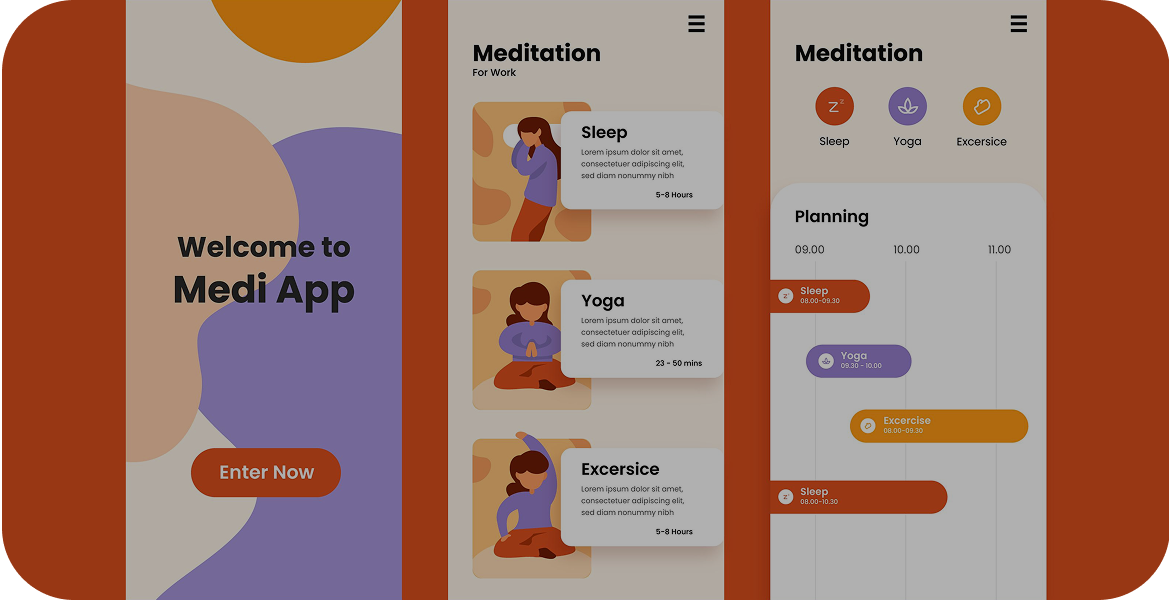 Welcome to
Medi App
Enter Now
Meditation
For Work
Sleep
Lorem ipsum dolor sit amet,
consectetuer adipiscing elit,
sed diam nonummy nibh
5-8 Hours
Yoga
Lorem ipsum dolor sit amet,
consectetuer adipiscing elit,
sed diam nonummy nibh
23 - 50 mins
Excersice
Lorem ipsum dolor sit amet,
consectetuer adipiscing elit,
sed diam nonummy nibh
5-8 Hours
Meditation
Z z
Sleep
Yoga
Excersice
Planning
09.00 10.00 11.00
Sleep
08.00-09.30
Yoga
09.30 - 10.00
Excercise
08.00-09.30
Sleep
08.00-10.30